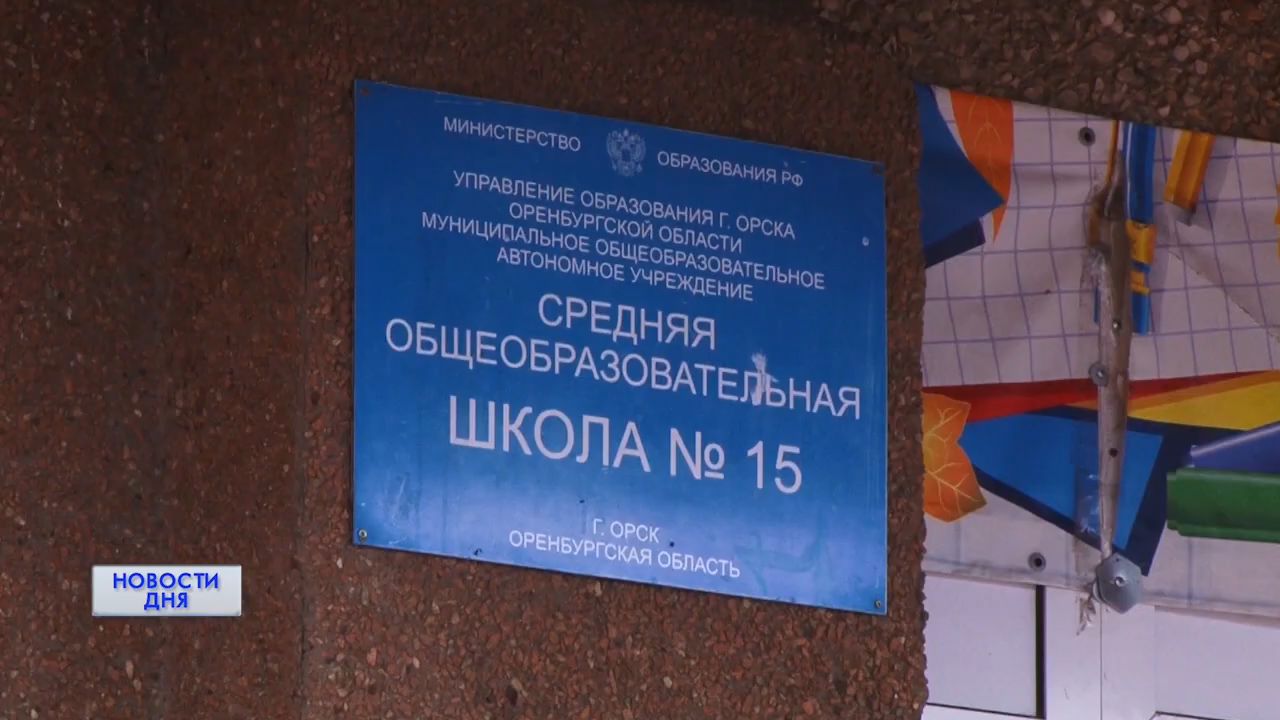 МИНИСТЕРСТВО ОБРАЗОВАНИЯ РФ
УПРАВЛЕНИЕ ОБРАЗОВАНИЯ Г. ОРСКА
ОРЕНБУРГСКОЙ ОБЛАСТИ
МУНИЦИПАЛЬНОЕ ОБЩЕОБРАЗОВАТЕЛЬНОЕ
АВТОНОМНОЕ УЧРЕЖДЕНИЕ
СРЕДНЯЯ
ОБЩЕОБРАЗОВАТЕЛЬНАЯ
ШКОЛА № 15
Г. ОРСК
ОРЕНБУРГСКАЯ ОБЛАСТЬ
НОВОСТИ
ДНЯ